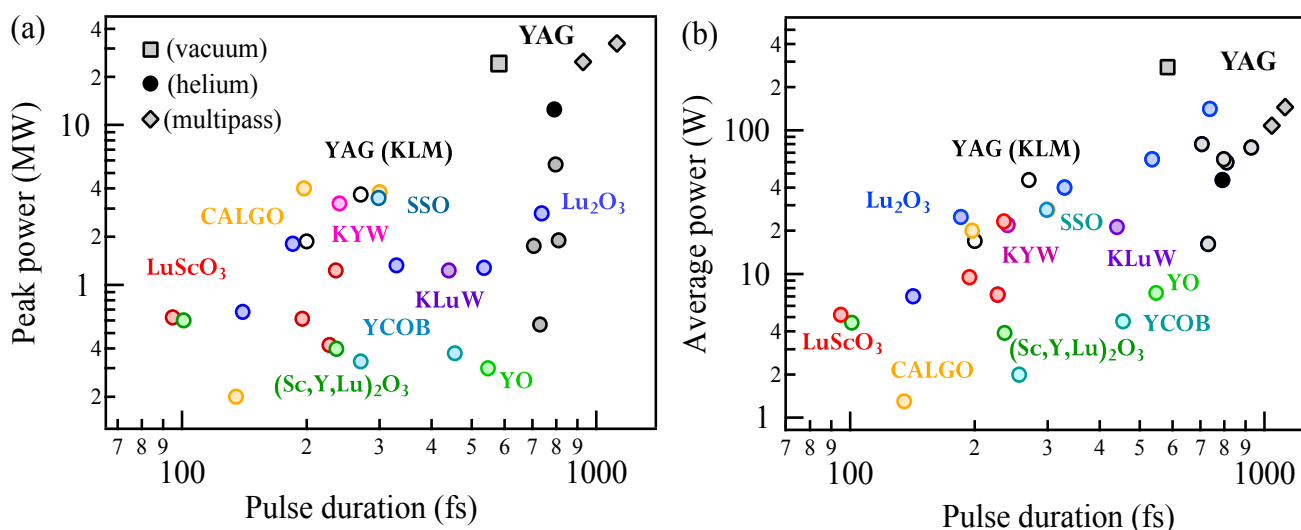 (a)
Peak power (MW)
4
2
10
4
2
1
4
2
(vacuum)
(helium)
(multipass)
YAG
YAG (KLM)
CALGO
SSO
KYW
Lu₂O₃
LuScO₃
KLuW
YCOB
(Sc,Y,Lu)₂O₃
YO
7 8 9 2 3 4 5 6 7 8 9
100 1000
Pulse duration (fs)
(b)
Average power (W)
4
2
100
4
2
10
4
2
1
YAG
YAG (KLM)
Lu₂O₃
SSO
KYW
KLuW
YO
LuScO₃
YCOB
(Sc,Y,Lu)₂O₃
CALGO
7 8 9 2 3 4 5 6 7 8 9
100 1000
Pulse duration (fs)